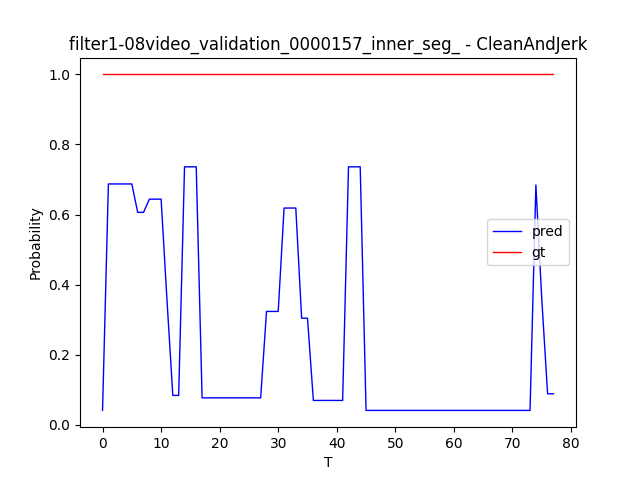 filter1-08video_validation_0000157_inner_seg_ - CleanAndJerk
1.0
0.8
0.6
0.4
0.2
0.0
Probability
pred
gt
0 10 20 30 40 50 60 70 80
T